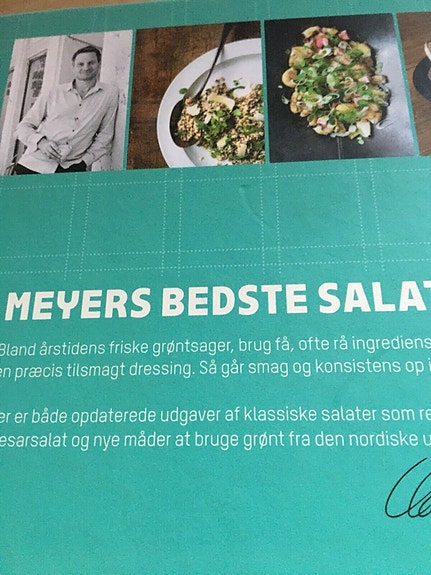 MEYERS BEDSTE SALAT
Bland årstidens friske grøntsager, brug få, ofte rå ingrediens
en præcis tilsmagt dressing. Så går smag og konsistens op i
er er både opdaterede udgaver af klassiske salater som re
esarsalat og nye måder at bruge grønt fra den nordiske u